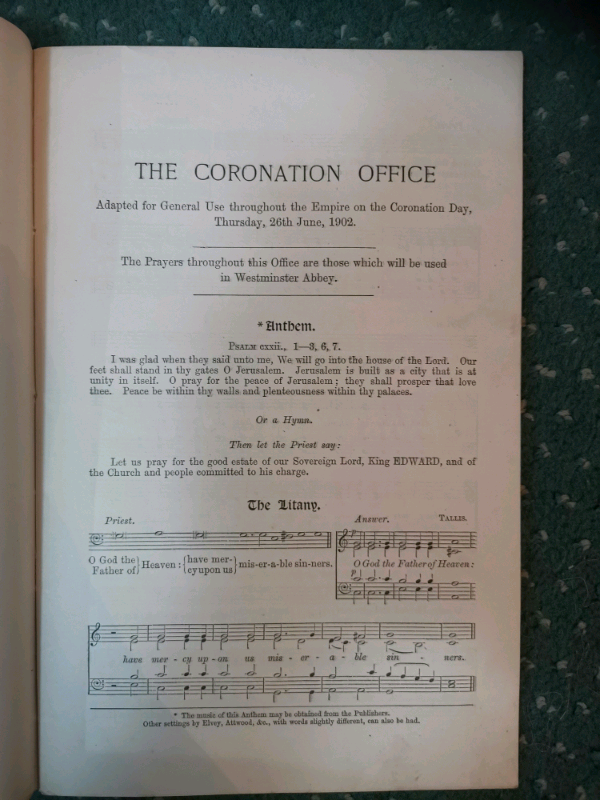 THE CORONATION OFFICE
Adapted for General Use throughout the Empire on the Coronation Day,
Thursday, 26th June, 1902.
The Prayers throughout this Office are those which will be used
in Westminster Abbey.
* Anthem.
PSALM cxxii., 1—3, 6, 7.
I was glad when they said unto me, We will go into the house of the Lord. Our
feet shall stand in thy gates O Jerusalem. Jerusalem is built as a city that is at
unity in itself. O pray for the peace of Jerusalem; they shall prosper that love
thee. Peace be within thy walls and plenteousness within thy palaces.
Or a Hymn.
Then let the Priest say:
Let us pray for the good estate of our Sovereign Lord, King EDWARD, and of
the Church and people committed to his charge.
The Litany.
Priest. Answer. TALLIS.
p
O God the Father of} Heaven: {have mer-cy upon us} mis-er-a-ble sin-ners. O God the Father of Heaven:
p
have mer - cy up - on us mis - er - a - ble sin - ners.
* The music of this Anthem may be obtained from the Publishers.
Other settings by Elvey, Attwood, &c., with words slightly different, can also be had.